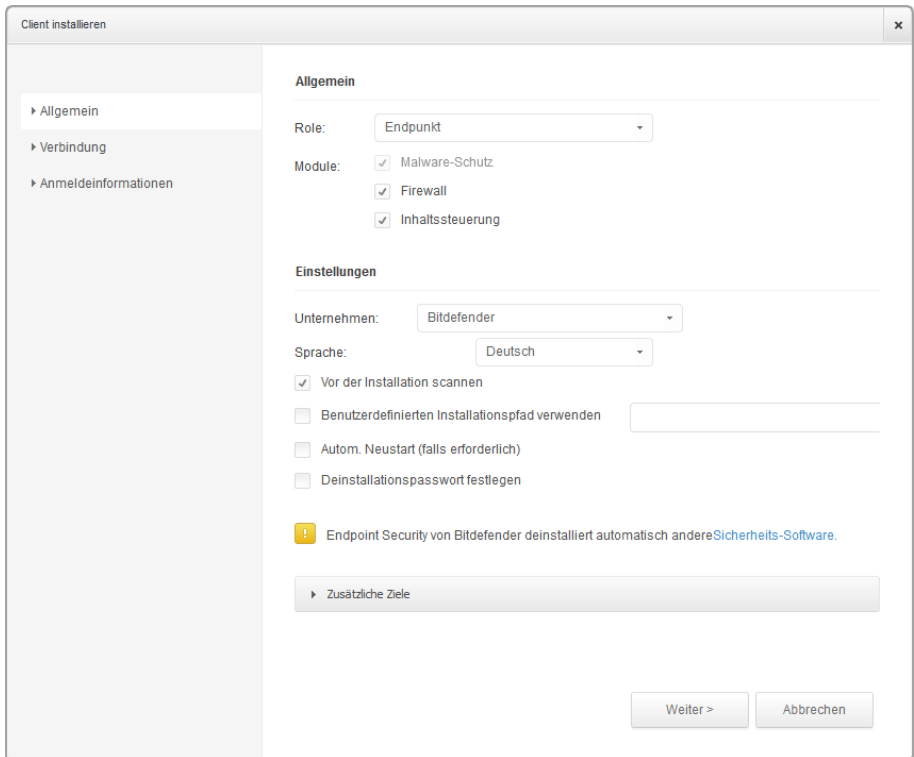 Client installieren
Allgemein
Verbindung
Anmeldeinformationen
Allgemein
Role: Endpunkt
Module: Malware-Schutz
Firewall
Inhaltssteuerung
Einstellungen
Unternehmen: Bitdefender
Sprache: Deutsch
Vor der Installation scannen
Benutzerdefinierten Installationspfad verwenden
Autom. Neustart (falls erforderlich)
Deinstallationspasswort festlegen
Endpoint Security von Bitdefender deinstalliert automatisch andereSicherheits-Software.
Zusätzliche Ziele
Weiter > Abbrechen